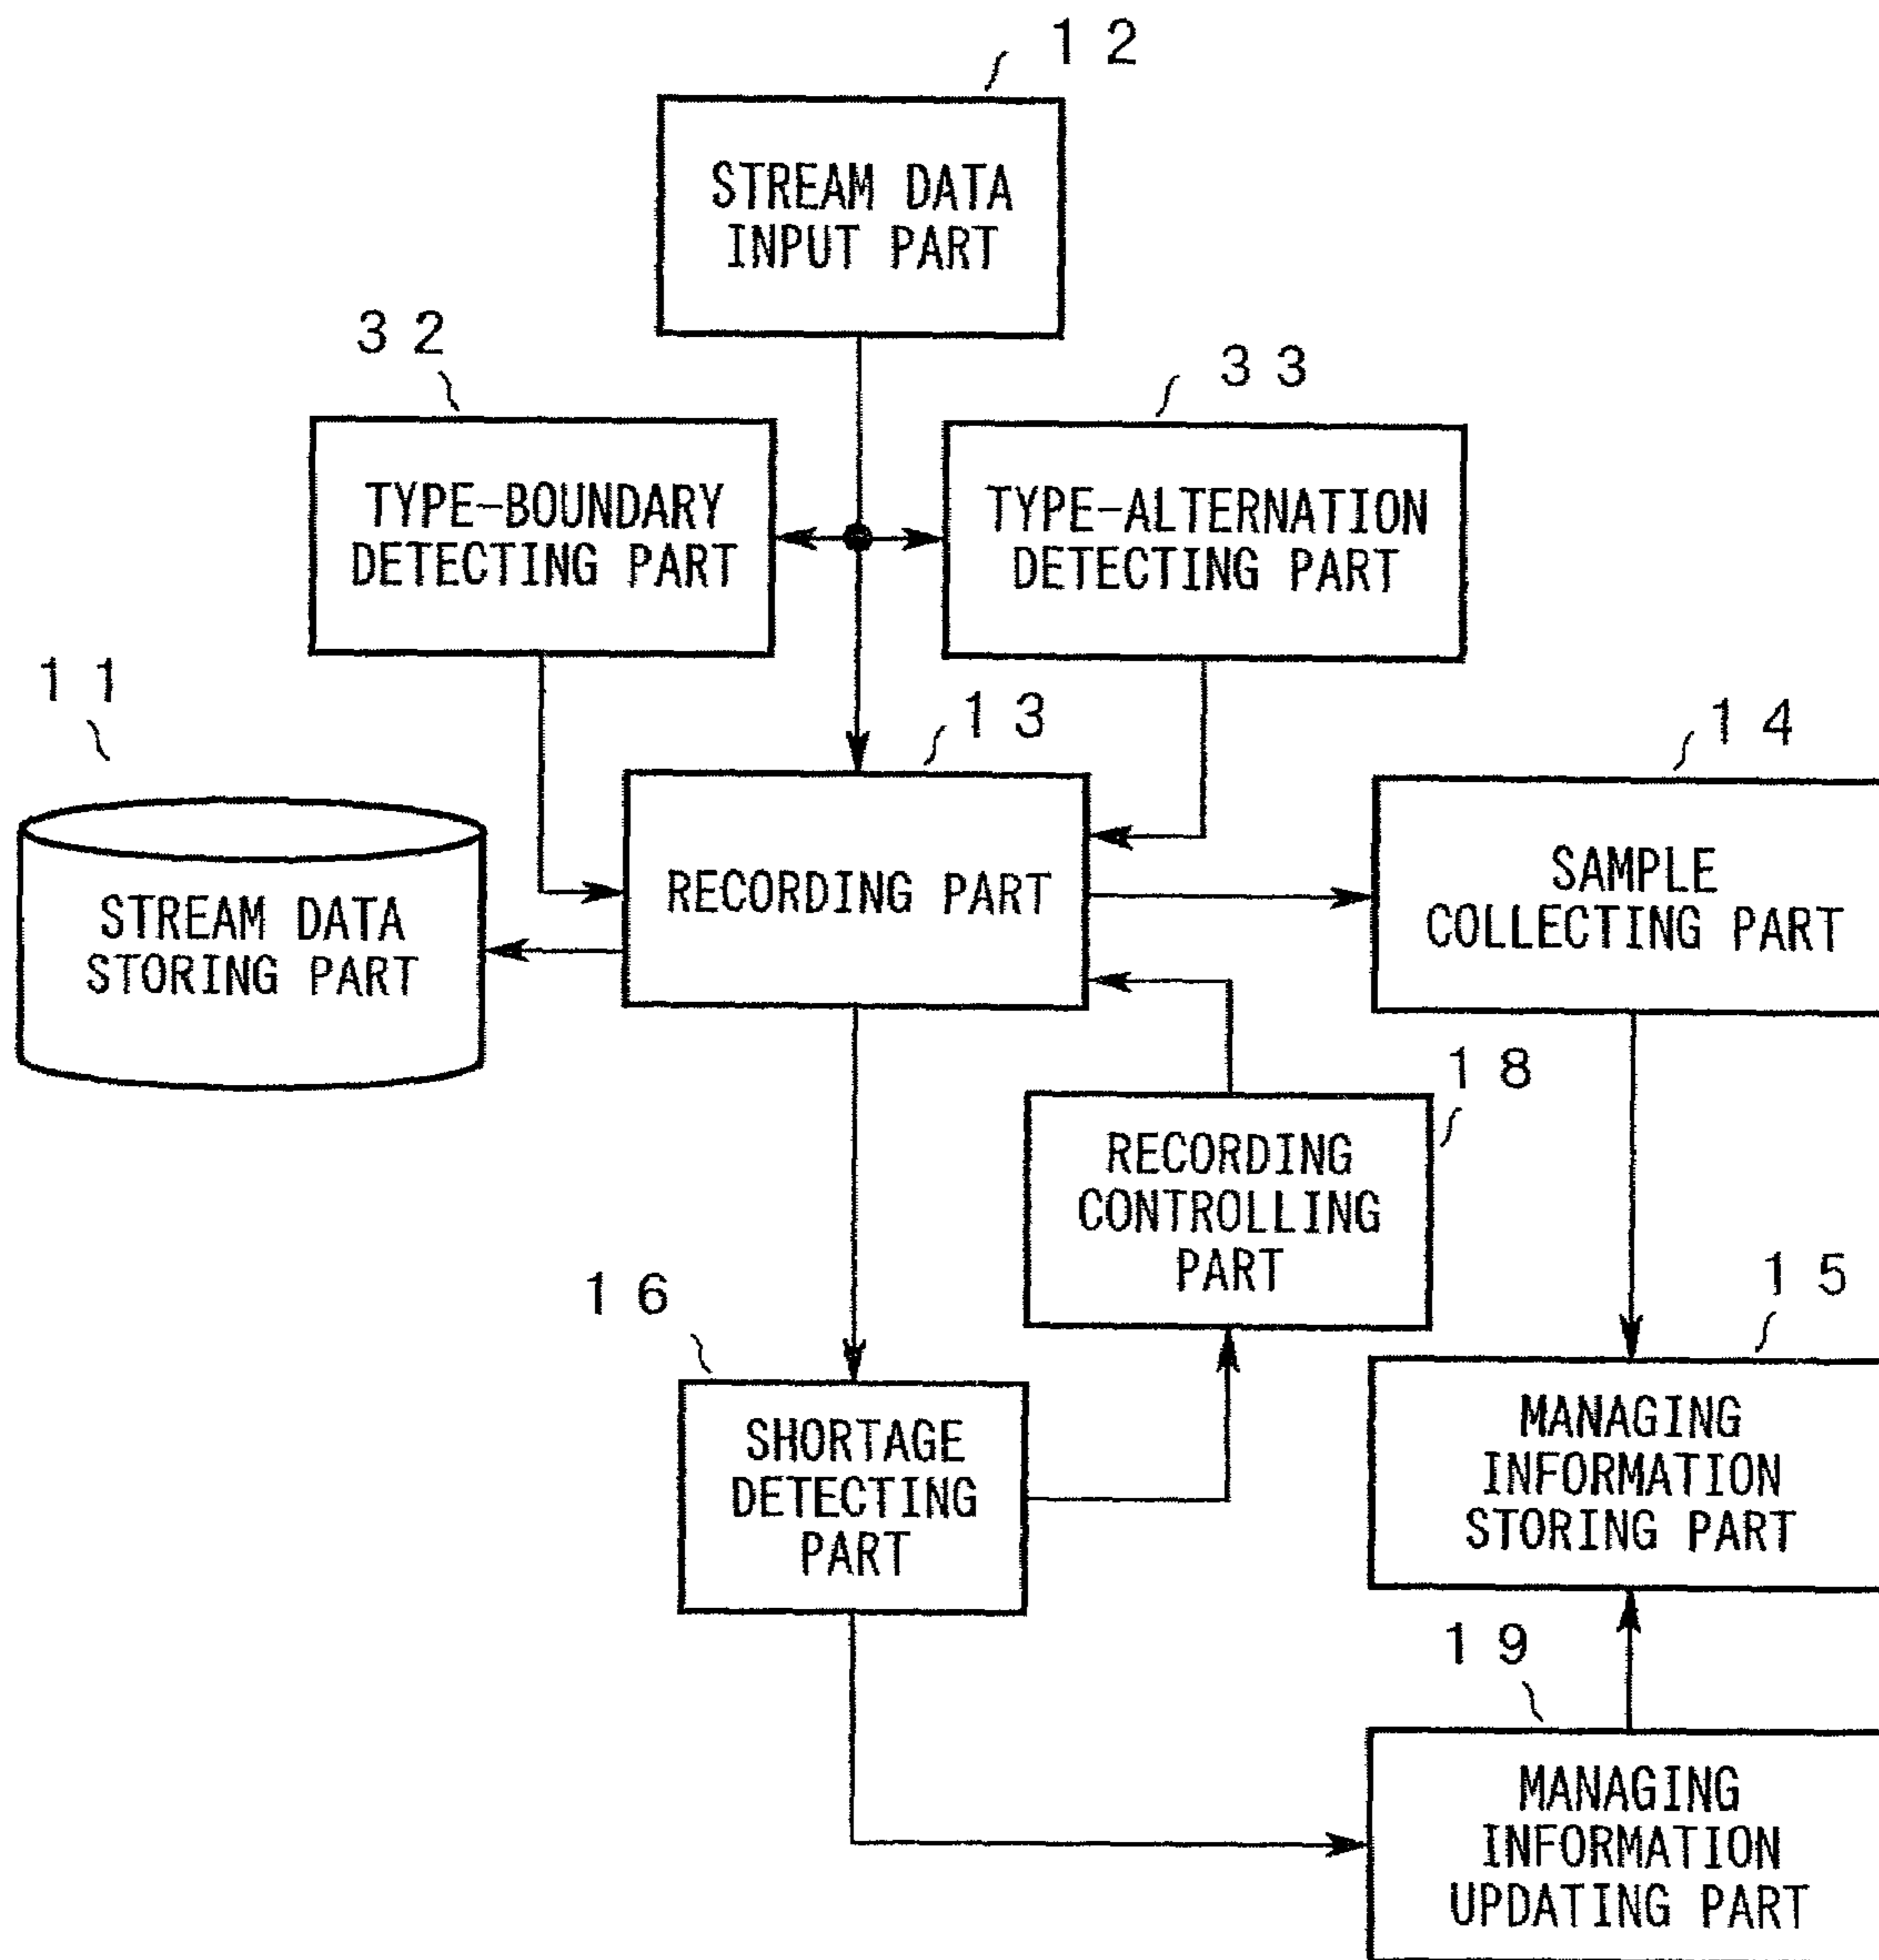 12
STREAM DATA
INPUT PART
32
33
TYPE-BOUNDARY
DETECTING PART
TYPE-ALTERNATION
DETECTING PART
11
13
14
STREAM DATA
STORING PART
RECORDING PART
SAMPLE
COLLECTING PART
18
RECORDING
CONTROLLING
PART
16
15
SHORTAGE
DETECTING
PART
MANAGING
INFORMATION
STORING PART
19
MANAGING
INFORMATION
UPDATING PART